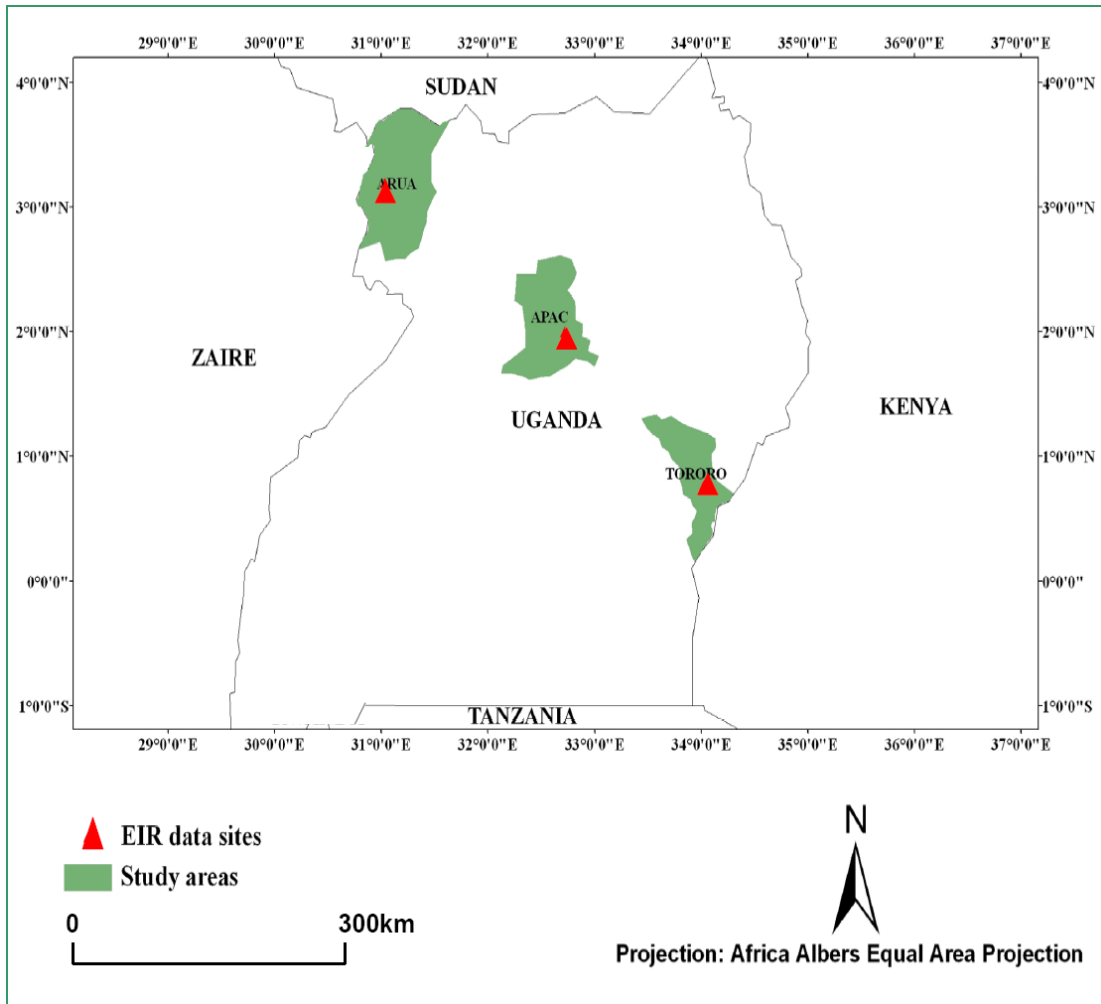 29°0'0"E 30°0'0"E 31°0'0"E 32°0'0"E 33°0'0"E 34°0'0"E 35°0'0"E 36°0'0"E 37°0'0"E
4°0'0"N 4°0'0"N
SUDAN
ARUA
3°0'0"N 3°0'0"N
APAC
2°0'0"N 2°0'0"N
ZAIRE
KENYA
UGANDA
1°0'0"N 1°0'0"N
TORORO
0°0'0" 0°0'0"
1°0'0"S 1°0'0"S
TANZANIA
29°0'0"E 30°0'0"E 31°0'0"E 32°0'0"E 33°0'0"E 34°0'0"E 35°0'0"E 36°0'0"E 37°0'0"E
EIR data sites
Study areas
0 300km
N
Projection: Africa Albers Equal Area Projection